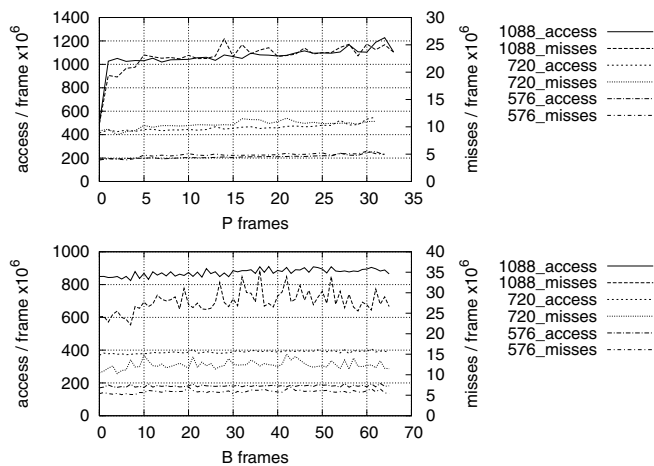 access / frame x10^6
1400
1200
1000
800
600
400
200
0
0 5 10 15 20 25 30 35
P frames
30
25
20
15
10
5
0
misses / frame x10^6
1088_access
1088_misses
720_access
720_misses
576_access
576_misses
access / frame x10^6
1000
800
600
400
200
0
0 10 20 30 40 50 60 70
B frames
40
35
30
25
20
15
10
5
0
misses / frame x10^6
1088_access
1088_misses
720_access
720_misses
576_access
576_misses